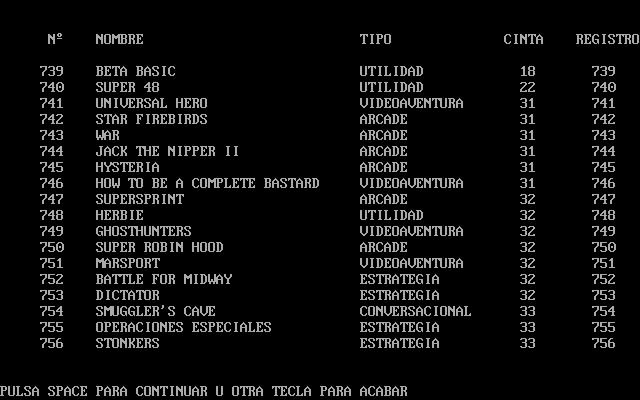 Nº NOMBRE TIPO CINTA REGISTRO
739 BETA BASIC UTILIDAD 18 739
740 SUPER 48 UTILIDAD 22 740
741 UNIVERSAL HERO VIDEOAVENTURA 31 741
742 STAR FIREBIRDS ARCADE 31 742
743 WAR ARCADE 31 743
744 JACK THE NIPPER II ARCADE 31 744
745 HYSTERIA ARCADE 31 745
746 HOW TO BE A COMPLETE BASTARD VIDEOAVENTURA 31 746
747 SUPERSPRINT ARCADE 32 747
748 HERBIE UTILIDAD 32 748
749 GHOSTHUNTERS VIDEOAVENTURA 32 749
750 SUPER ROBIN HOOD ARCADE 32 750
751 MARSPORT VIDEOAVENTURA 32 751
752 BATTLE FOR MIDWAY ESTRATEGIA 32 752
753 DICTATOR ESTRATEGIA 32 753
754 SMUGGLER'S CAVE CONVERSACIONAL 33 754
755 OPERACIONES ESPECIALES ESTRATEGIA 33 755
756 STONKERS ESTRATEGIA 33 756
PULSA SPACE PARA CONTINUAR U OTRA TECLA PARA ACABAR